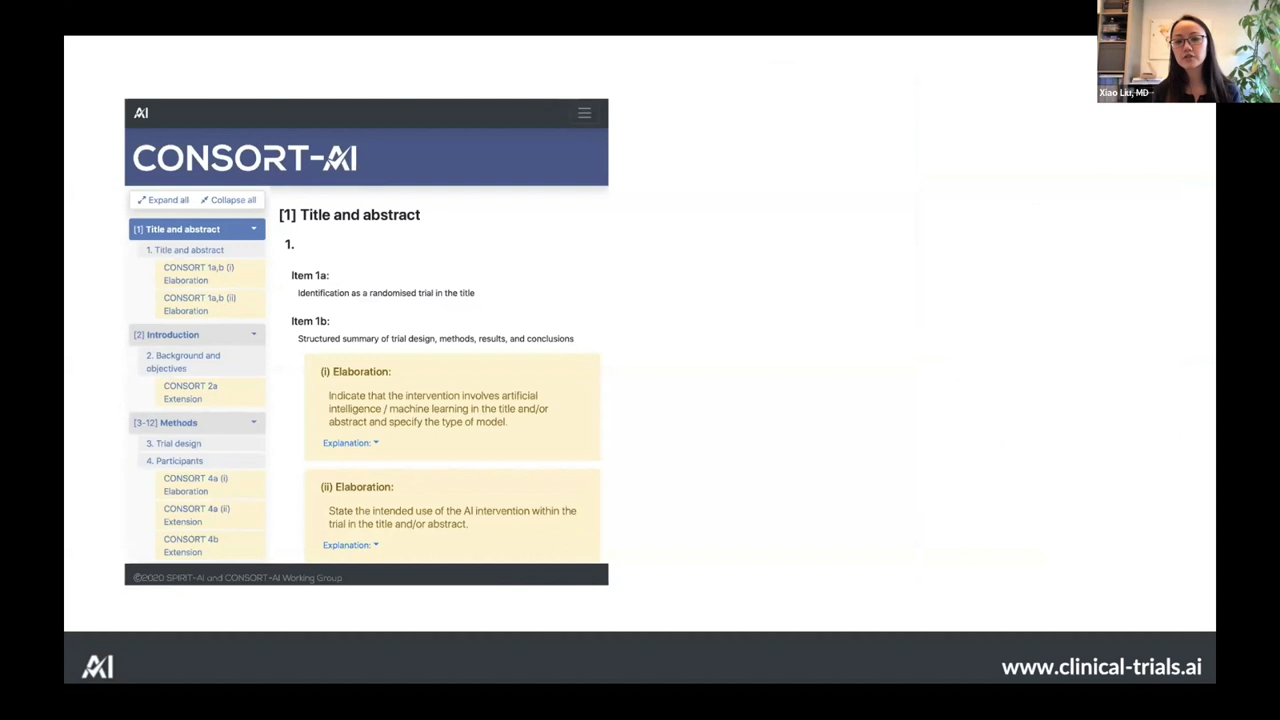 Xiao Liu, MD
AI
CONSORT-AI
Expand all
Collapse all
[1] Title and abstract
1. Title and abstract
CONSORT 1a,b (i)
Elaboration
CONSORT 1a,b (ii)
Elaboration
[2] Introduction
2. Background and
objectives
CONSORT 2a
Extension
[3-12] Methods
3. Trial design
4. Participants
CONSORT 4a (i)
Elaboration
CONSORT 4a (ii)
Extension
CONSORT 4b
Extension
[1] Title and abstract
1.
Item 1a:
Identification as a randomised trial in the title
Item 1b:
Structured summary of trial design, methods, results, and conclusions
(i) Elaboration:
Indicate that the intervention involves artificial
intelligence / machine learning in the title and/or
abstract and specify the type of model.
Explanation:
(ii) Elaboration:
State the intended use of the AI intervention within the
trial in the title and/or abstract.
Explanation:
©2020 SPIRIT-AI and CONSORT-AI Working Group
AI
www.clinical-trials.ai